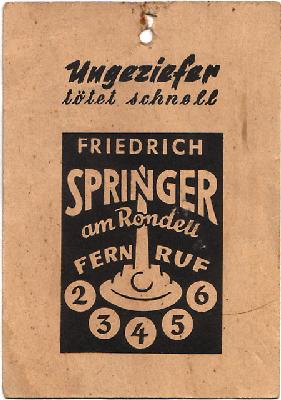 Ungeziefer
tötet schnell
FRIEDRICH
SPRINGER
am Rondell
FERN RUF
2 3 4 5 6